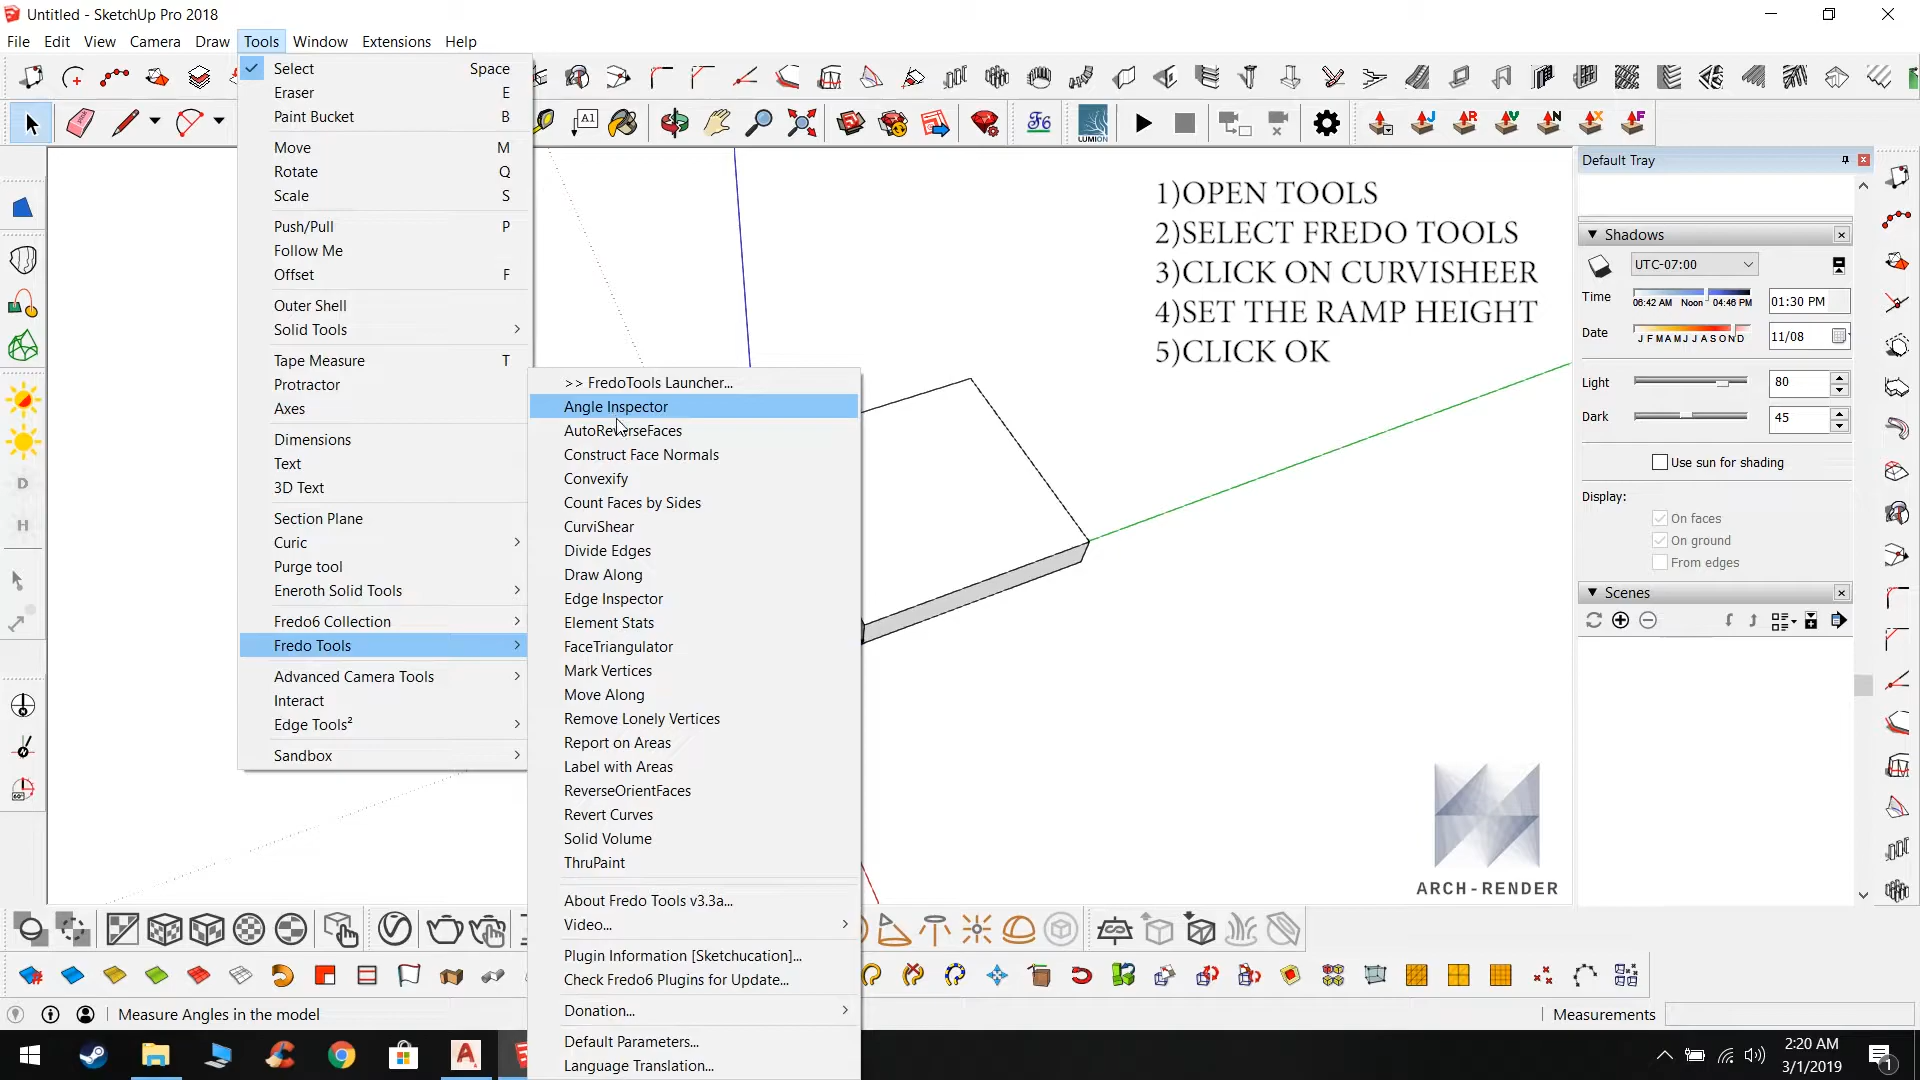 Untitled - SketchUp Pro 2018
File Edit View Camera Draw Tools Window Extensions Help
Select Space
Eraser E
Paint Bucket B
Move M
Rotate Q
Scale S
Push/Pull P
Follow Me
Offset F
Outer Shell
Solid Tools
Tape Measure T
Protractor
Axes
Dimensions
Text
3D Text
Section Plane
Curic
Purge tool
Eneroth Solid Tools
Fredo6 Collection
Fredo Tools
Advanced Camera Tools
Interact
Edge Tools²
Sandbox
>> FredoTools Launcher...
Angle Inspector
AutoReverseFaces
Construct Face Normals
Convexify
Count Faces by Sides
CurviShear
Divide Edges
Draw Along
Edge Inspector
Element Stats
FaceTriangulator
Mark Vertices
Move Along
Remove Lonely Vertices
Report on Areas
Label with Areas
ReverseOrientFaces
Revert Curves
Solid Volume
ThruPaint
About Fredo Tools v3.3a...
Video...
Plugin Information [Sketchucation]...
Check Fredo6 Plugins for Update...
Donation...
Default Parameters...
Language Translation...
A1
F6
LUMION
J
R
V
N
X
F
1)OPEN TOOLS
2)SELECT FREDO TOOLS
3)CLICK ON CURVISHEER
4)SET THE RAMP HEIGHT
5)CLICK OK
ARCH-RENDER
Default Tray
Shadows
UTC-07:00
Time 06:42 AM Noon 04:46 PM 01:30 PM
Date J F M A M J J A S O N D 11/08
Light 80
Dark 45
Use sun for shading
Display:
On faces
On ground
From edges
Scenes
D
H
Measure Angles in the model
Measurements
2:20 AM
3/1/2019
1